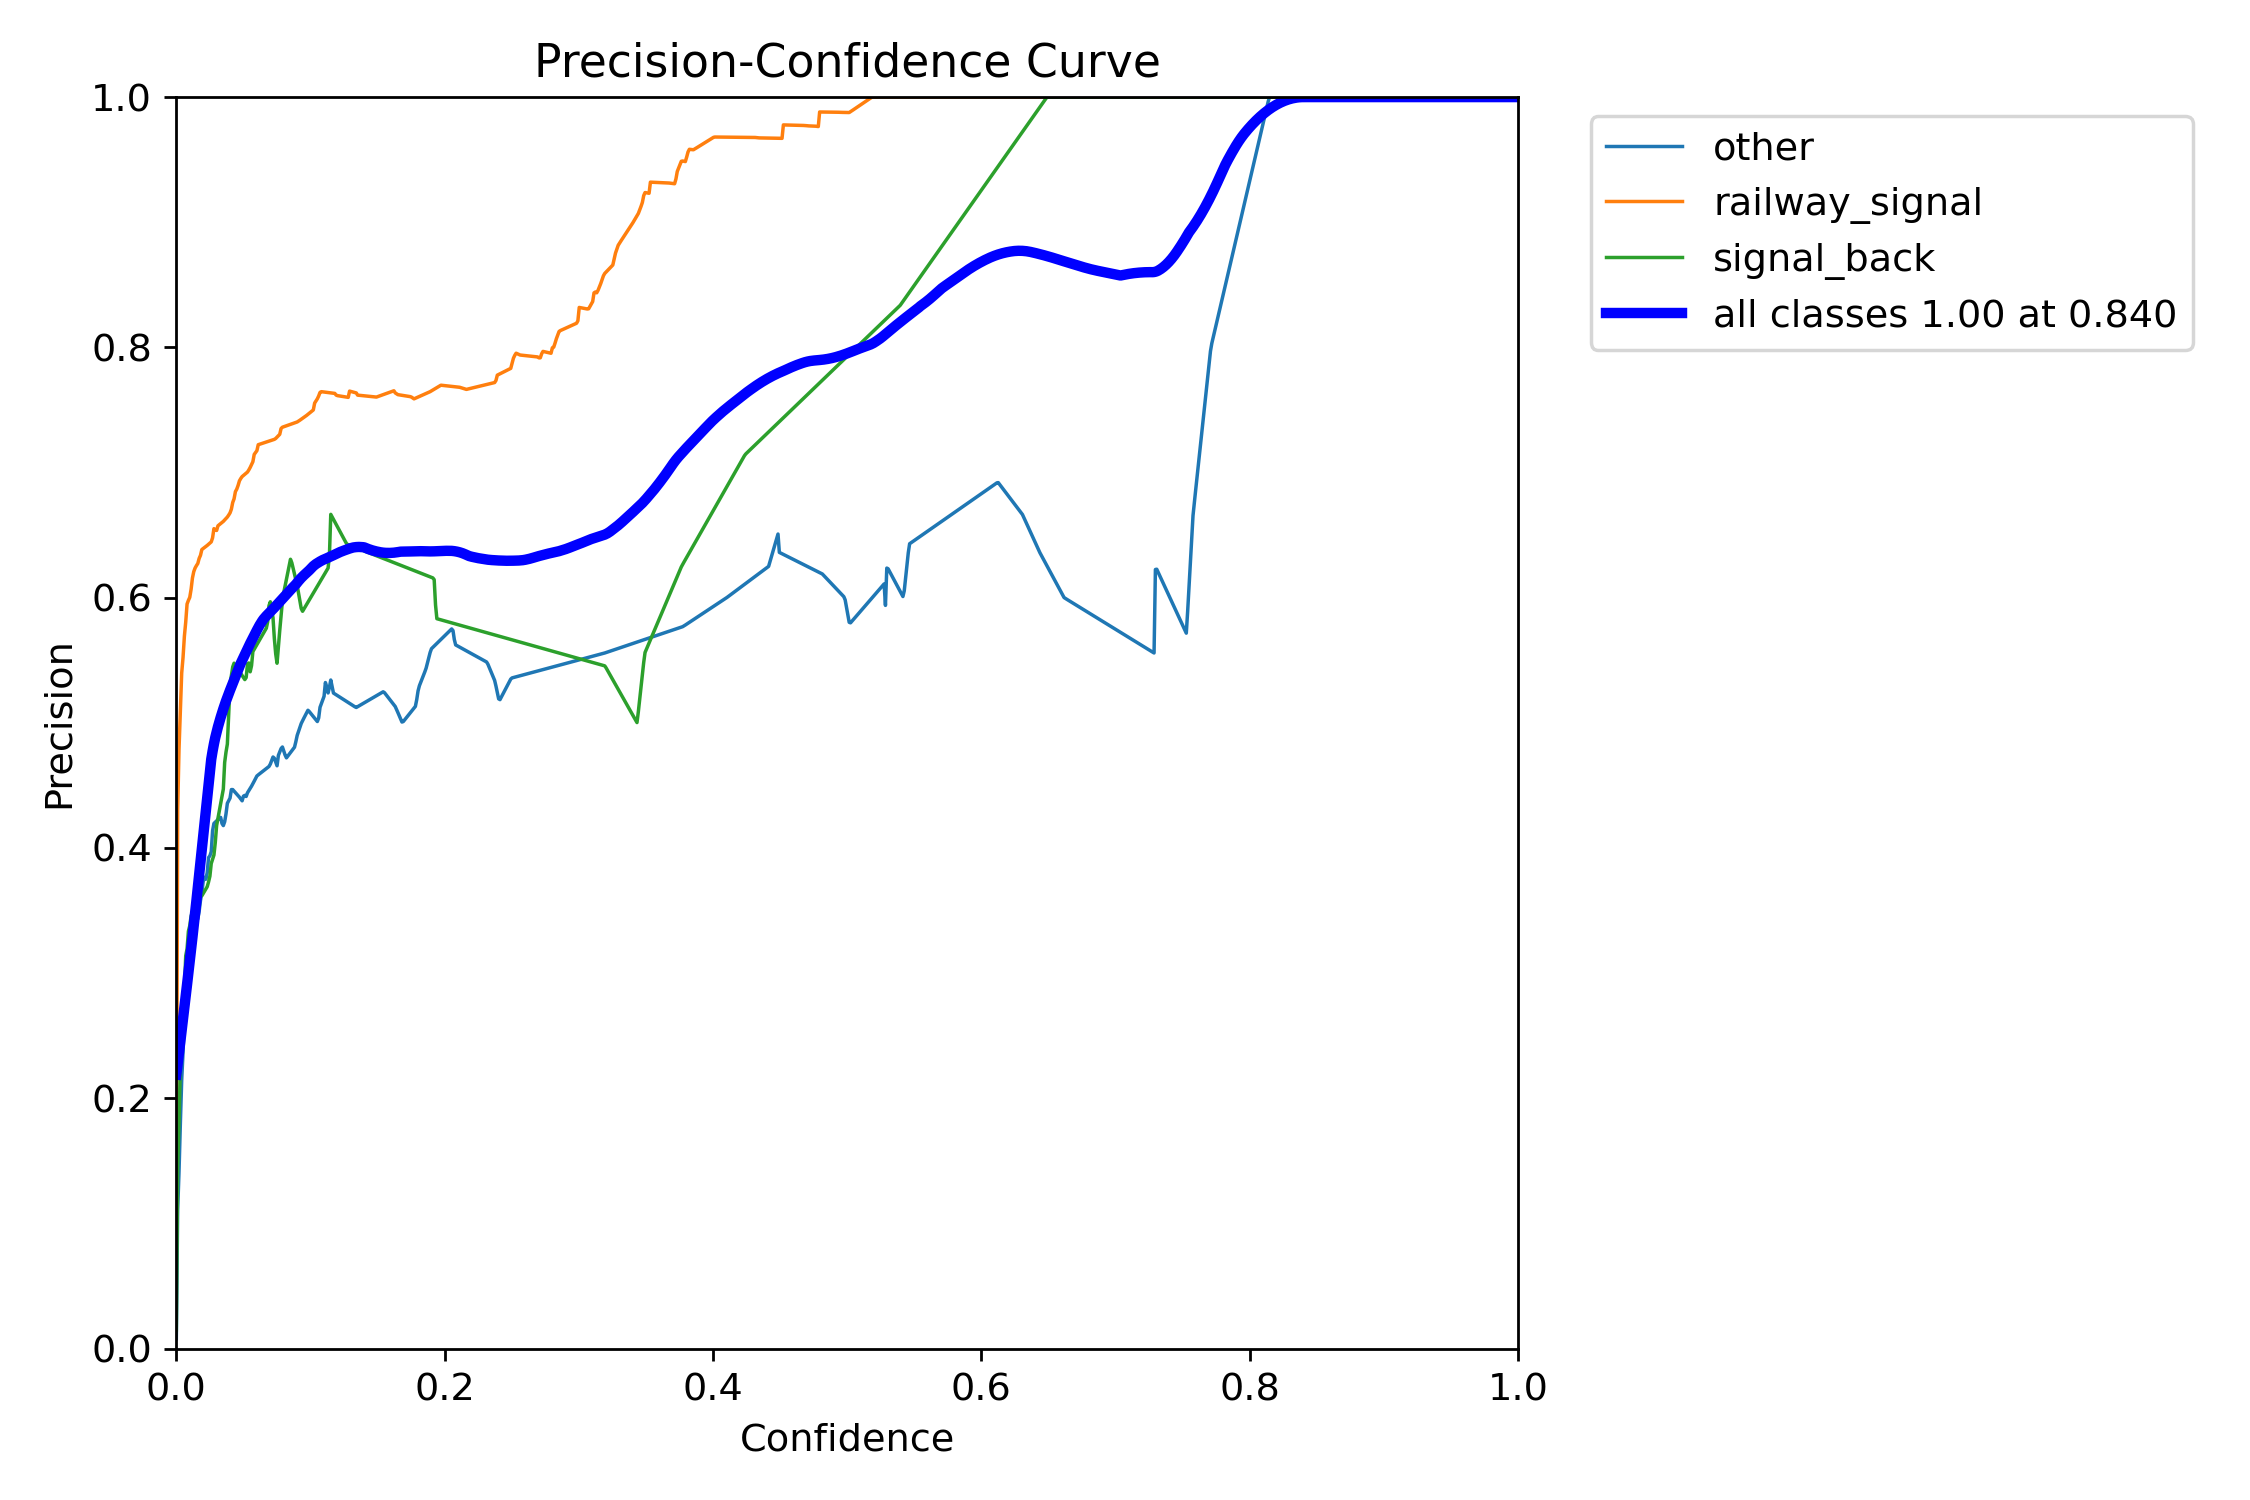 Precision-Confidence Curve
1.0
0.8
0.6
0.4
0.2
0.0
Precision
0.0 0.2 0.4 0.6 0.8 1.0
Confidence
other
railway_signal
signal_back
all classes 1.00 at 0.840